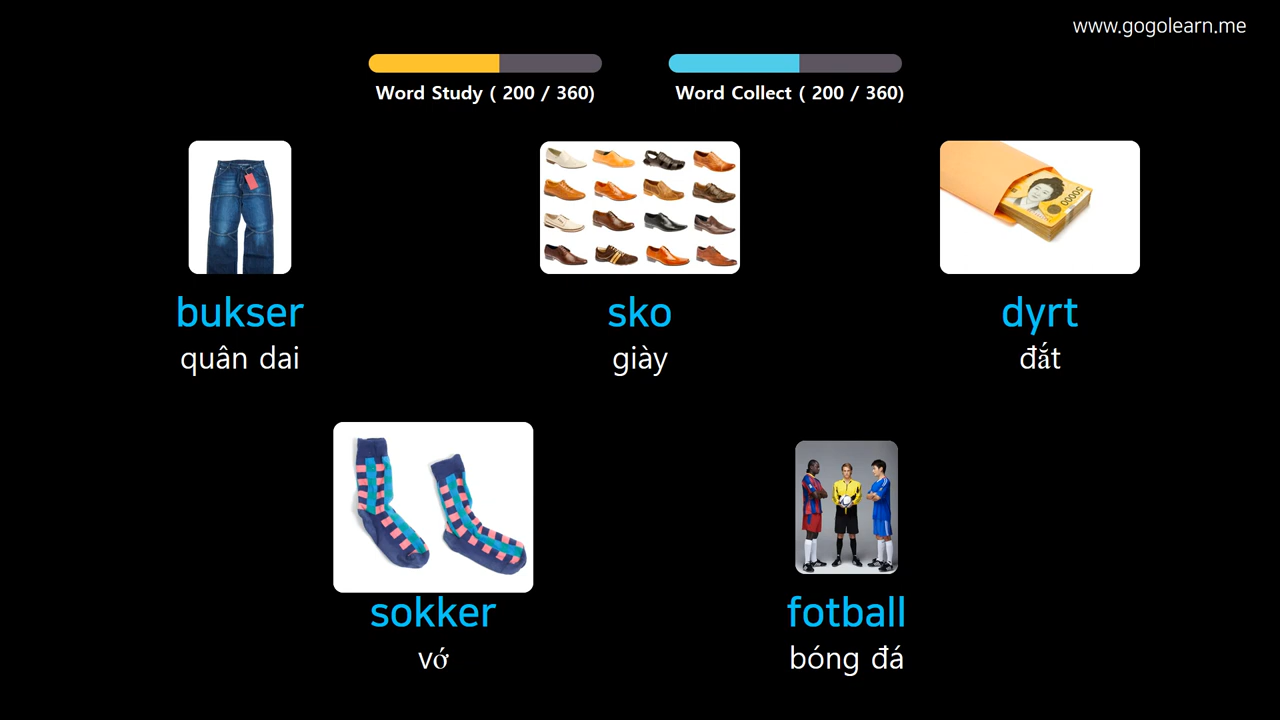 www.gogolearn.me
Word Study ( 200 / 360)
Word Collect ( 200 / 360)
bukser
quân dai
sko
giày
dyrt
đắt
50000
sokker
vớ
fotball
bóng đá